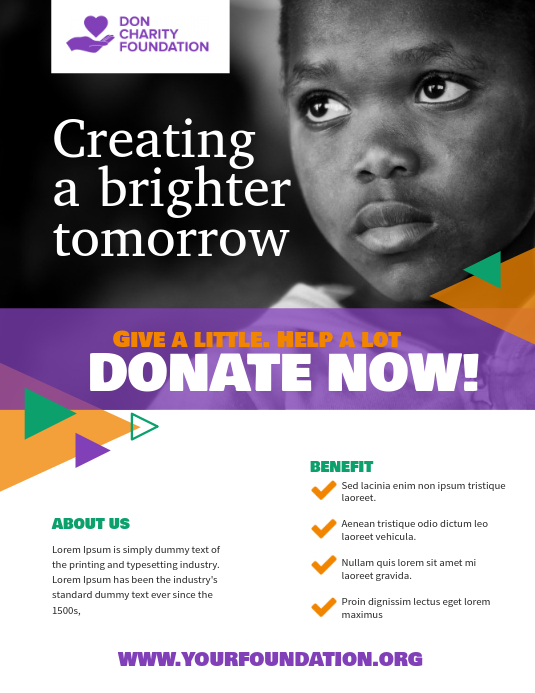 DON
CHARITY
FOUNDATION
Creating
a brighter
tomorrow
GIVE A LITTLE. HELP A LOT
DONATE NOW!
ABOUT US
Lorem Ipsum is simply dummy text of
the printing and typesetting industry.
Lorem Ipsum has been the industry's
standard dummy text ever since the
1500s,
BENEFIT
Sed lacinia enim non ipsum tristique
laoreet.
Aenean tristique odio dictum leo
laoreet vehicula.
Nullam quis lorem sit amet mi
laoreet gravida.
Proin dignissim lectus eget lorem
maximus
WWW.YOURFOUNDATION.ORG